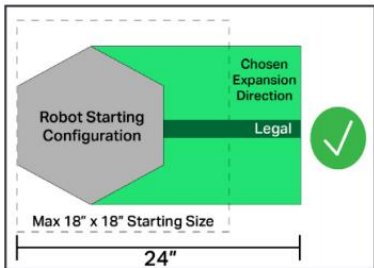 Chosen
Expansion
Direction
Robot Starting
Configuration
Legal
Max 18" x 18" Starting Size
24"